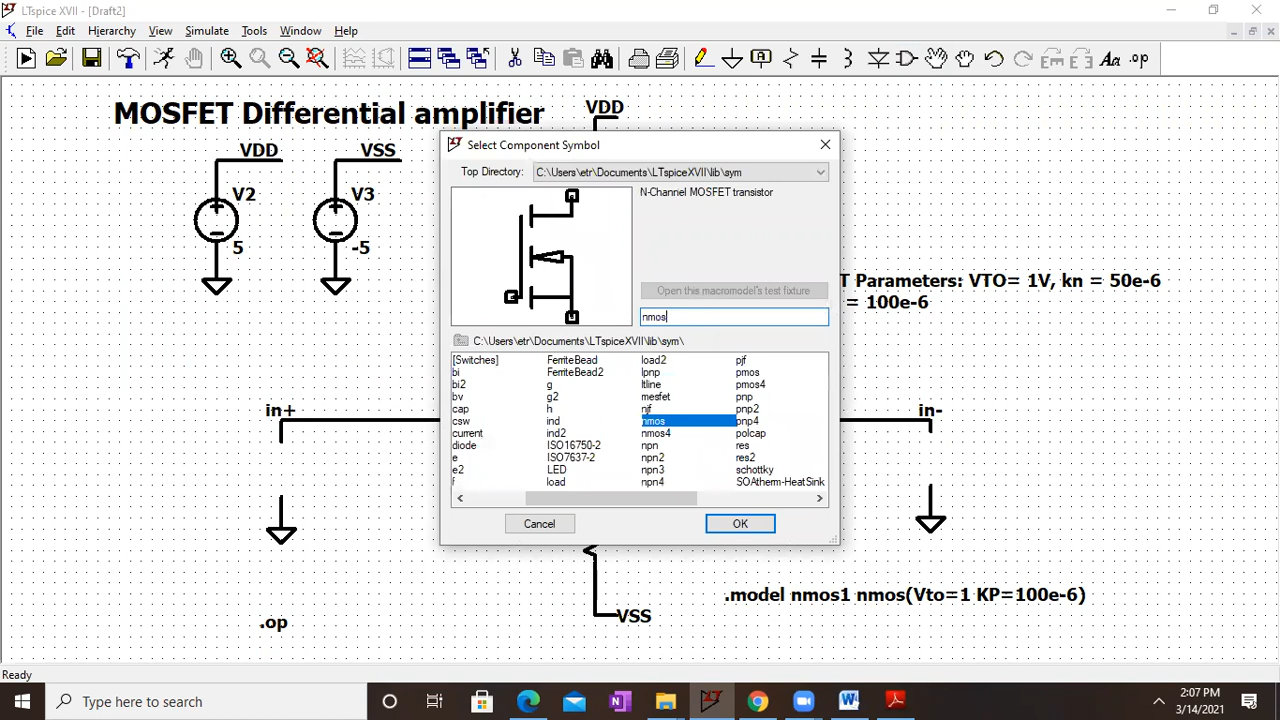 LTspice XVII - [Draft2]
File Edit Hierarchy View Simulate Tools Window Help
.op
MOSFET Differential amplifier
VDD
VDD
VSS
V2
V3
5
-5
Select Component Symbol
Top Directory: C:\Users\etr\Documents\LTspiceXVII\lib\sym
N-Channel MOSFET transistor
Open this macromodel's test fixture
nmos
C:\Users\etr\Documents\LTspiceXVII\lib\sym\
[Switches] FerriteBead load2 pjf
bi FerriteBead2 lpnp pmos
bi2 g ltline pmos4
bv g2 mesfet pnp
cap h njf pnp2
csw ind nmos pnp4
current ind2 nmos4 polcap
diode ISO16750-2 npn res
e ISO7637-2 npn2 res2
e2 LED npn3 schottky
f load npn4 SOAtherm-HeatSink
Cancel OK
T Parameters: VTO= 1V, kn = 50e-6
= 100e-6
in+
in-
.model nmos1 nmos(Vto=1 KP=100e-6)
VSS
.op
Ready
Type here to search
2:07 PM
3/14/2021